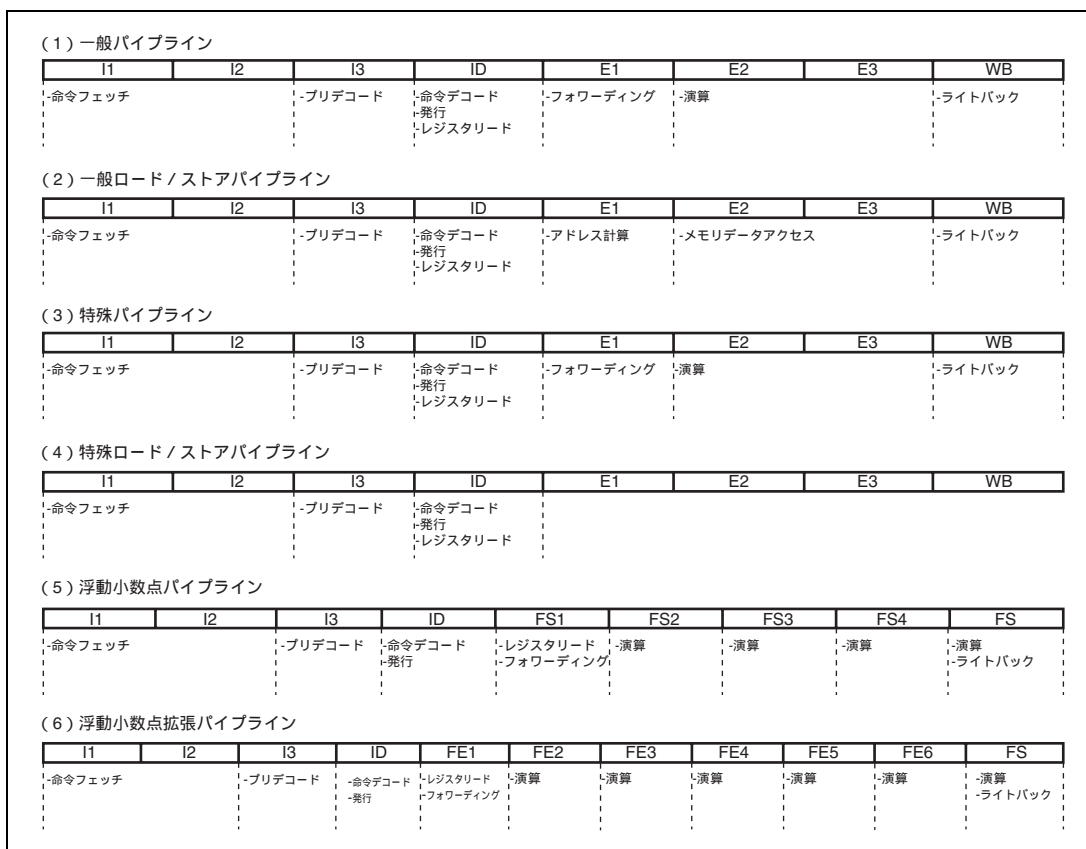 (1)一般パイプライン
I1 I2 I3 ID E1 E2 E3 WB
-命令フェッチ -プリデコード -命令デコード -フォワーディング -演算 -ライトバック
-発行
-レジスタリード
(2)一般ロード/ストアパイプライン
I1 I2 I3 ID E1 E2 E3 WB
-命令フェッチ -プリデコード -命令デコード -アドレス計算 -メモリデータアクセス -ライトバック
-発行
-レジスタリード
(3)特殊パイプライン
I1 I2 I3 ID E1 E2 E3 WB
-命令フェッチ -プリデコード -命令デコード -フォワーディング -演算 -ライトバック
-発行
-レジスタリード
(4)特殊ロード/ストアパイプライン
I1 I2 I3 ID E1 E2 E3 WB
-命令フェッチ -プリデコード -命令デコード
-発行
-レジスタリード
(5)浮動小数点パイプライン
I1 I2 I3 ID FS1 FS2 FS3 FS4 FS
-命令フェッチ -プリデコード -命令デコード -レジスタリード -演算 -演算 -演算 -演算
-発行 -フォワーディング -ライトバック
(6)浮動小数点拡張パイプライン
I1 I2 I3 ID FE1 FE2 FE3 FE4 FE5 FE6 FS
-命令フェッチ -プリデコード -命令デコード -レジスタリード -演算 -演算 -演算 -演算 -演算 -演算
-発行 -フォワーディング -ライトバック